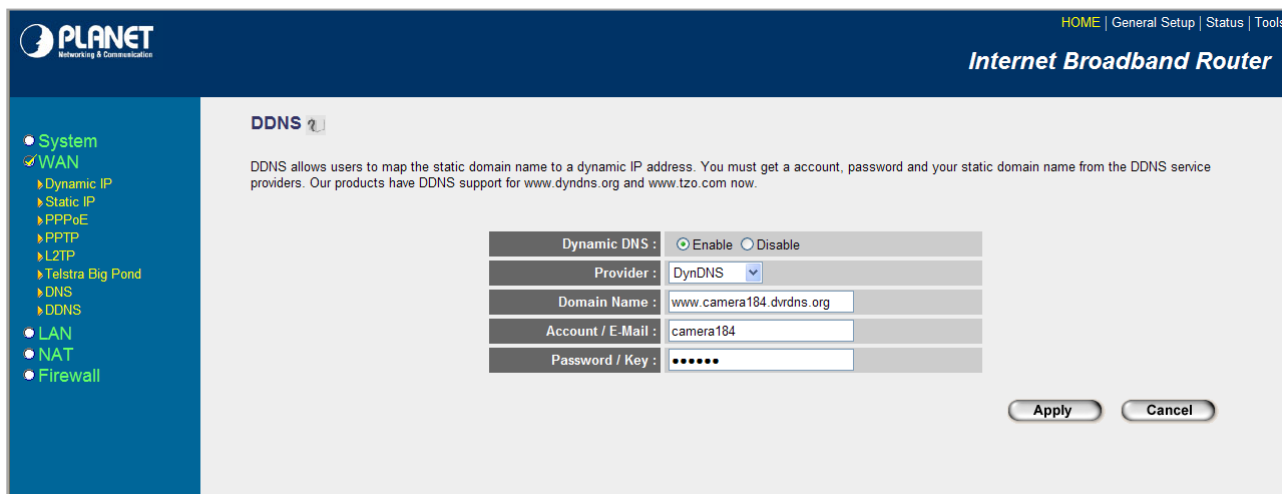 PLANET
Networking & Communication
HOME | General Setup | Status | Tools
Internet Broadband Router
System
WAN
Dynamic IP
Static IP
PPPoE
PPTP
L2TP
Telstra Big Pond
DNS
DDNS
LAN
NAT
Firewall
DDNS
DDNS allows users to map the static domain name to a dynamic IP address. You must get a account, password and your static domain name from the DDNS service
providers. Our products have DDNS support for www.dyndns.org and www.tzo.com now.
Dynamic DNS : Enable Disable
Provider : DynDNS
Domain Name : www.camera184.dvrdns.org
Account / E-Mail : camera184
Password / Key : ••••••
Apply Cancel